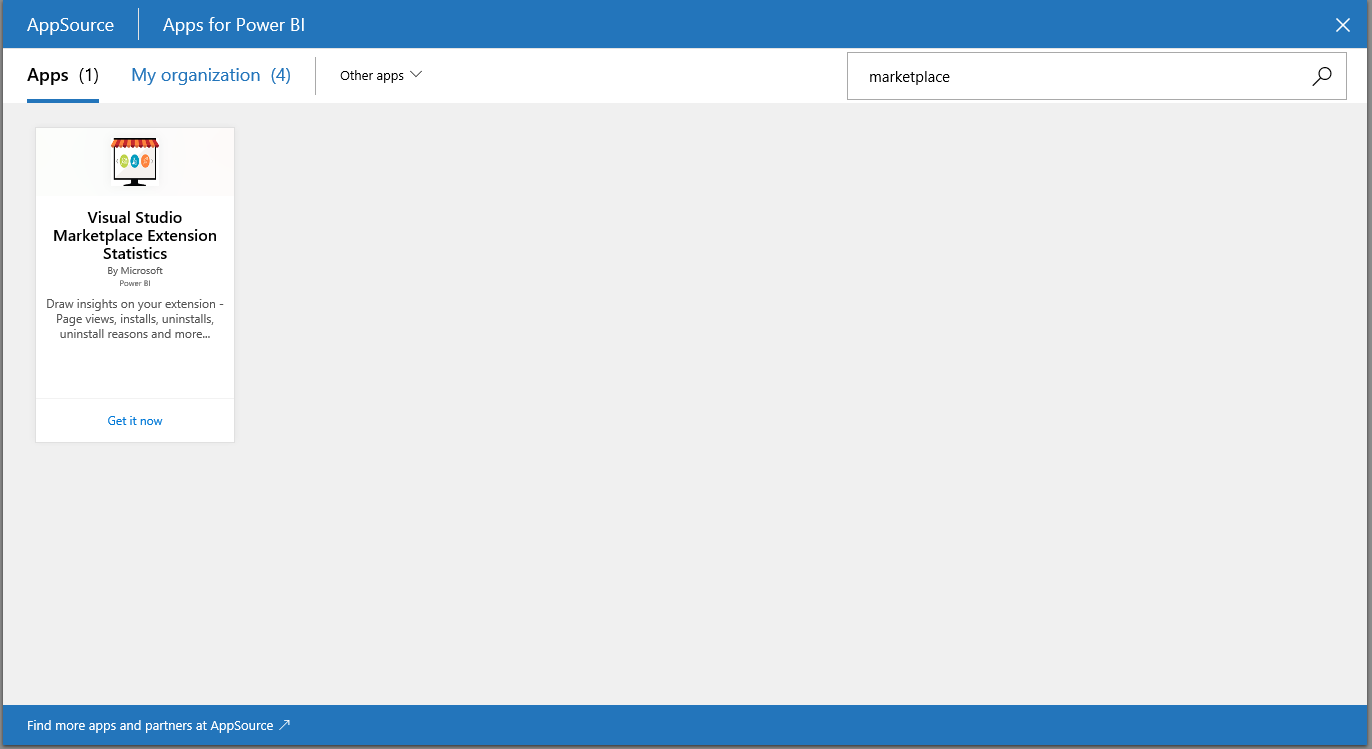 AppSource
Apps for Power BI
Apps (1)
My organization (4)
Other apps
marketplace
Visual Studio
Marketplace Extension
Statistics
By Microsoft
Power BI
Draw insights on your extension -
Page views, installs, uninstalls,
uninstall reasons and more...
Get it now
Find more apps and partners at AppSource